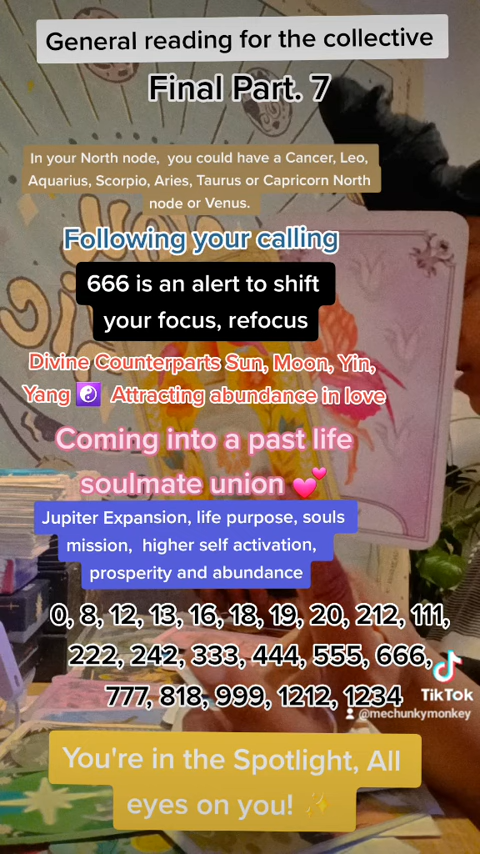 General reading for the collective
Final Part. 7
In your North node, you could have a Cancer, Leo,
Aquarius, Scorpio, Aries, Taurus or Capricorn North
node or Venus.
Following your calling
666 is an alert to shift
your focus, refocus
Divine Counterparts Sun, Moon, Yin,
Yang ☯️ Attracting abundance in love
Coming into a past life
soulmate union 💕
Jupiter Expansion, life purpose, souls
mission, higher self activation,
prosperity and abundance
0, 8, 12, 13, 16, 18, 19, 20, 212, 111,
222, 242, 333, 444, 555, 666,
777, 818, 999, 1212, 1234
TikTok
@mechunkymonkey
You're in the Spotlight, All
eyes on you! ✨